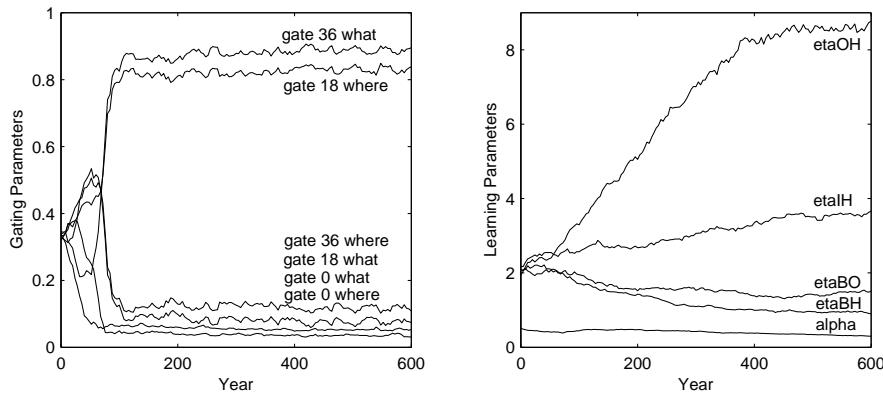 1
0.8
0.6
0.4
0.2
0
0 200 400 600
Year
Gating Parameters
gate 36 what
gate 18 where
gate 36 where
gate 18 what
gate 0 what
gate 0 where
8
6
4
2
0
0 200 400 600
Year
Learning Parameters
etaOH
etaIH
etaBO
etaBH
alpha